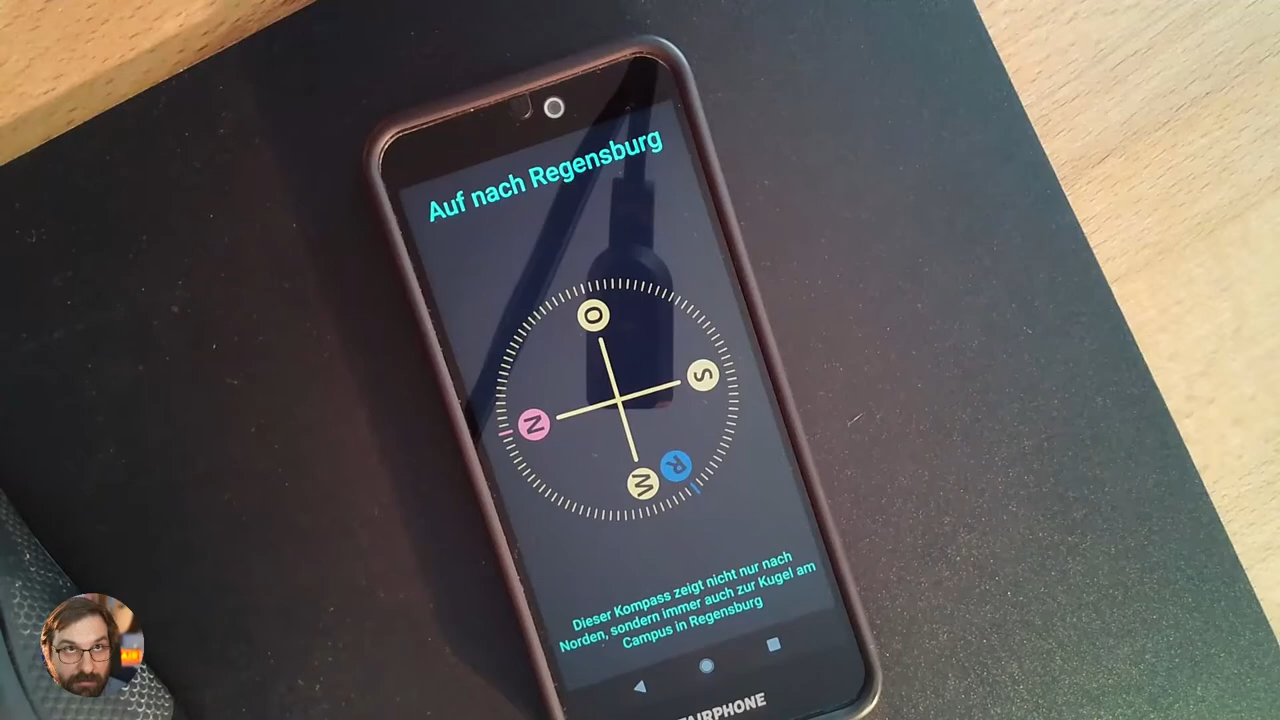 Auf nach Regensburg
O
S
N
R
W
Dieser Kompass zeigt nicht nur nach
Norden, sondern immer auch zur Kugel am
Campus in Regensburg
FAIRPHONE